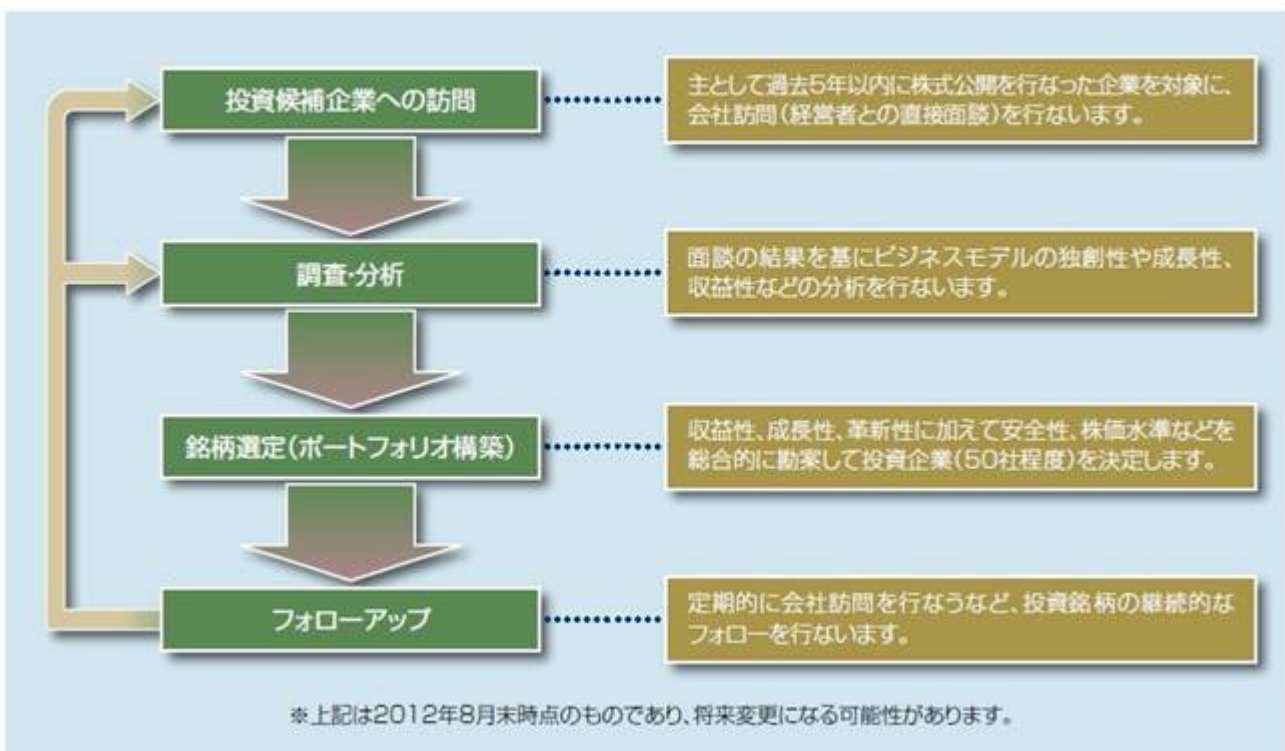 投資候補企業への訪問
主として過去5年以内に株式公開を行なった企業を対象に、
会社訪問(経営者との直接面談)を行ないます。
調査・分析
面談の結果を基にビジネスモデルの独創性や成長性、
収益性などの分析を行ないます。
銘柄選定(ポートフォリオ構築)
収益性、成長性、革新性に加えて安全性、株価水準などを
総合的に勘案して投資企業(50社程度)を決定します。
フォローアップ
定期的に会社訪問を行なうなど、投資銘柄の継続的な
フォローを行ないます。
※上記は2012年8月末時点のものであり、将来変更になる可能性があります。